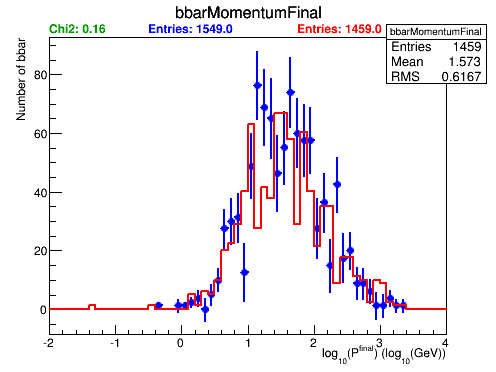 bbarMomentumFinal
Chi2: 0.16 Entries: 1549.0 Entries: 1459.0
bbarMomentumFinal
Entries 1459
Mean 1.573
RMS 0.6167
Number of bbar
80
60
40
20
0
-2 -1 0 1 2 3 4
log10(Pfinal) (log10(GeV))